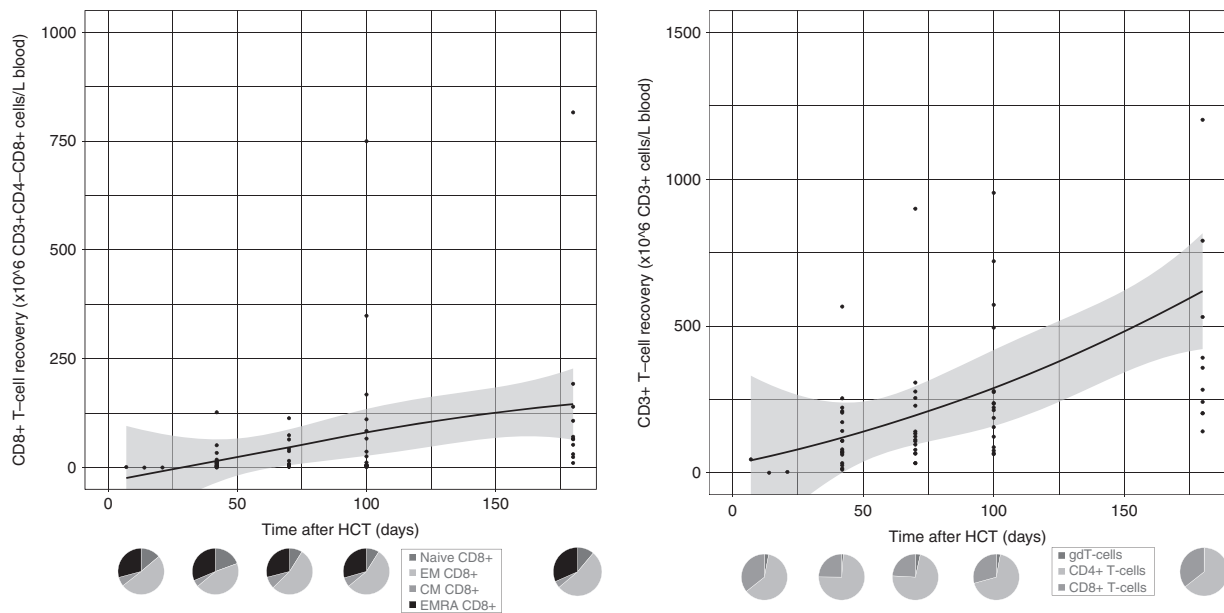 CD8+ T–cell recovery (x10^6 CD3+CD4–CD8+ cells/L blood)
1000
750
500
250
0
0
50
100
150
Time after HCT (days)
Naive CD8+
EM CD8+
CM CD8+
EMRA CD8+
CD3+ T–cell recovery (x10^6 CD3+ cells/L blood)
1500
1000
500
0
0
50
100
150
Time after HCT (days)
gdT-cells
CD4+ T-cells
CD8+ T-cells